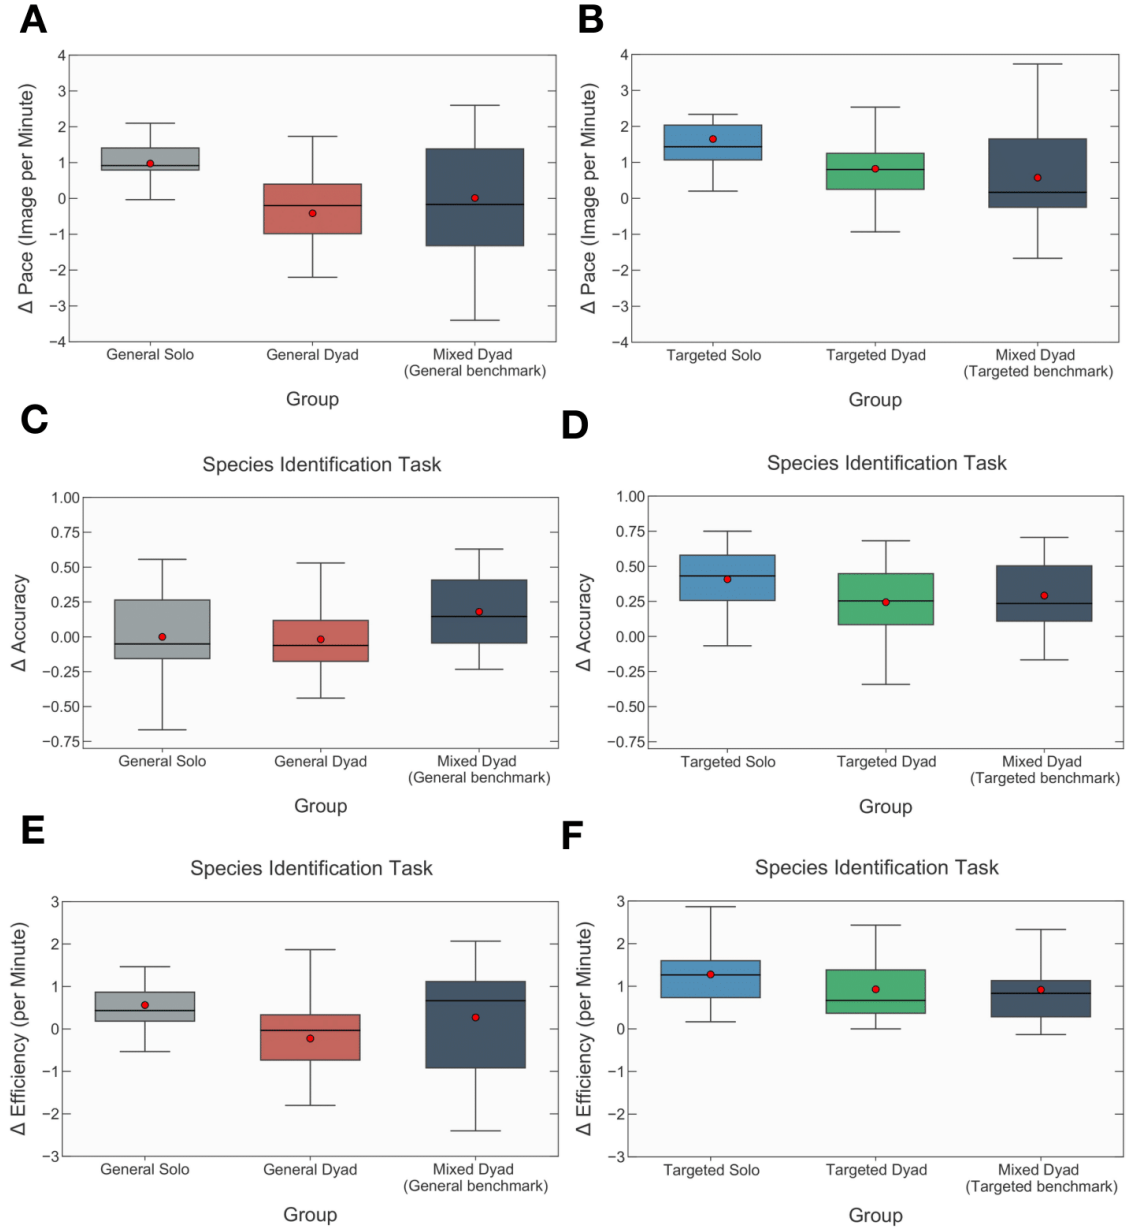 A
B
4
3
2
1
0
−1
−2
−3
−4
Δ Pace (Image per Minute)
General Solo
General Dyad
Mixed Dyad
(General benchmark)
Group
4
3
2
1
0
−1
−2
−3
−4
Δ Pace (Image per Minute)
Targeted Solo
Targeted Dyad
Mixed Dyad
(Targeted benchmark)
Group
C
D
Species Identification Task
1.00
0.75
0.50
0.25
0.00
−0.25
−0.50
−0.75
Δ Accuracy
General Solo
General Dyad
Mixed Dyad
(General benchmark)
Group
Species Identification Task
1.00
0.75
0.50
0.25
0.00
−0.25
−0.50
−0.75
Δ Accuracy
Targeted Solo
Targeted Dyad
Mixed Dyad
(Targeted benchmark)
Group
E
F
Species Identification Task
3
2
1
0
−1
−2
−3
Δ Efficiency (per Minute)
General Solo
General Dyad
Mixed Dyad
(General benchmark)
Group
Species Identification Task
3
2
1
0
−1
−2
−3
Δ Efficiency (per Minute)
Targeted Solo
Targeted Dyad
Mixed Dyad
(Targeted benchmark)
Group